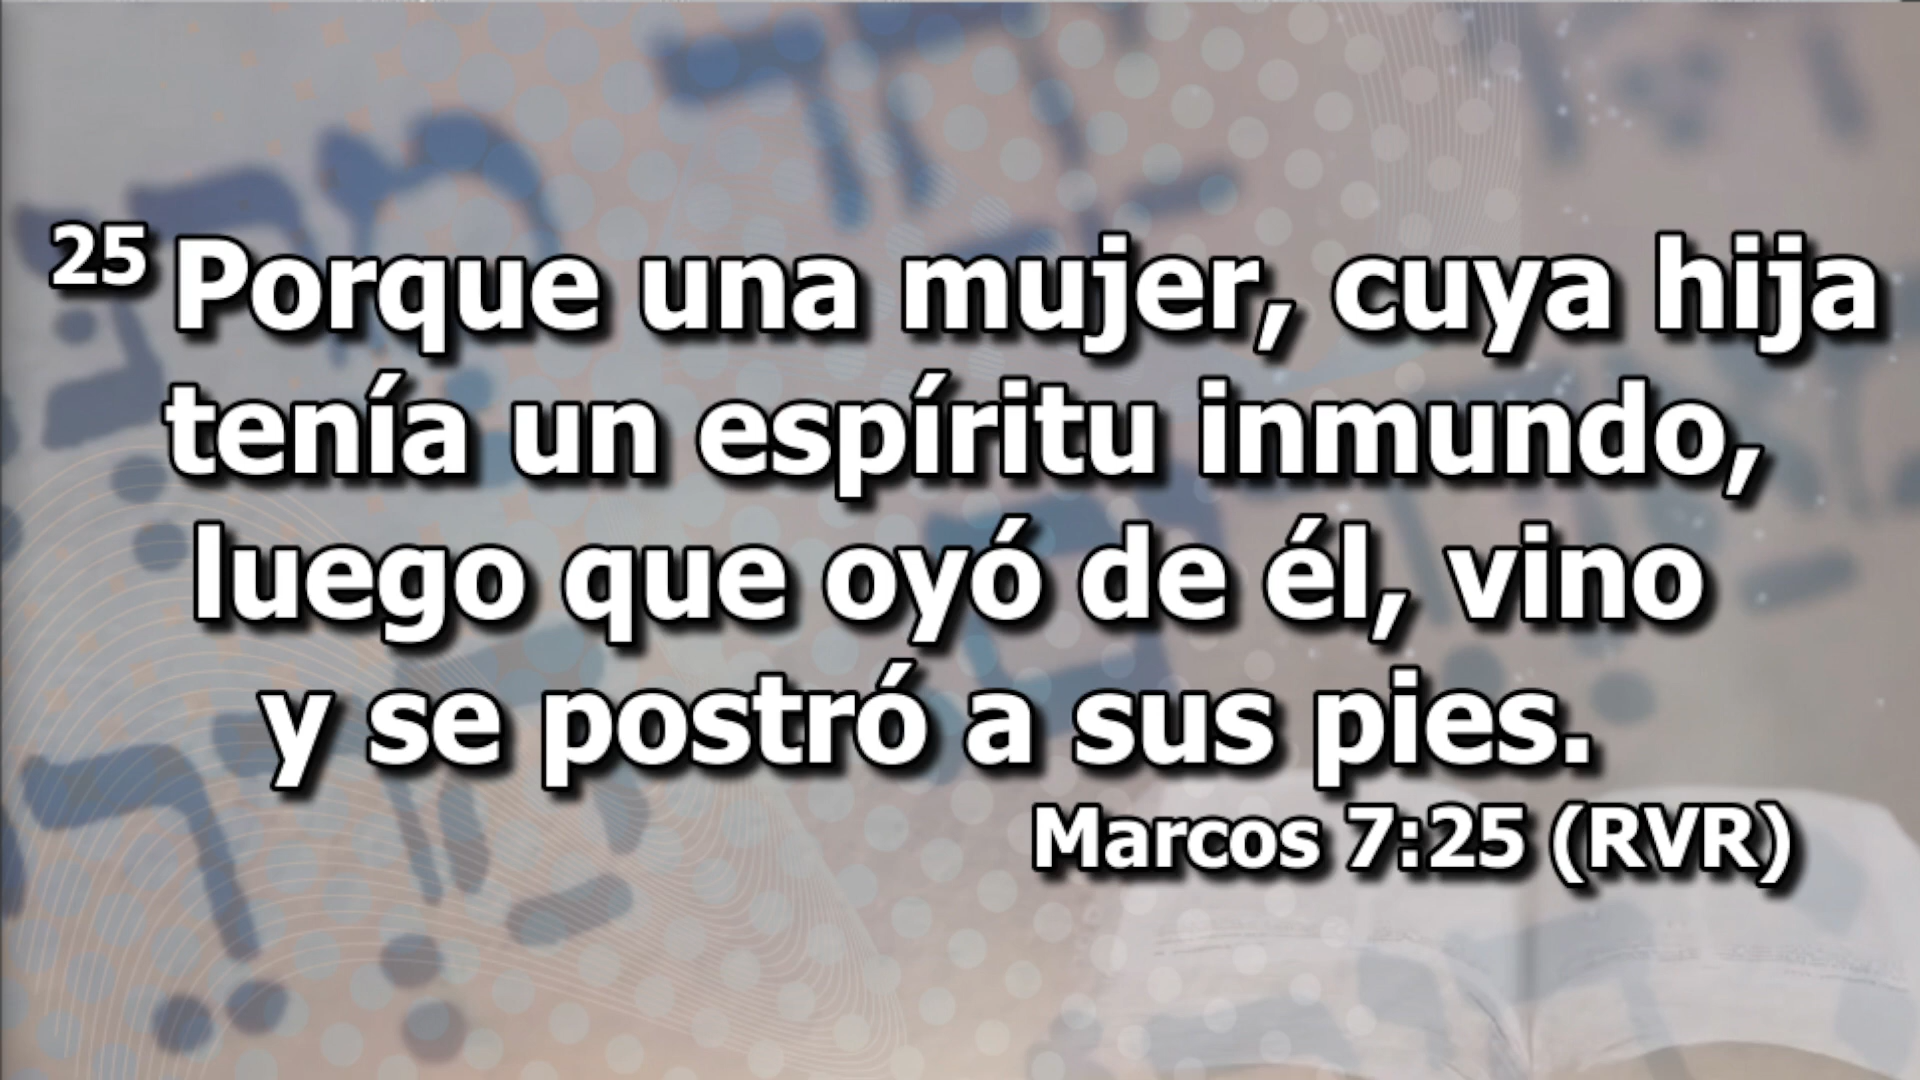 25 Porque una mujer, cuya hija
tenía un espíritu inmundo,
luego que oyó de él, vino
y se postró a sus pies.
Marcos 7:25 (RVR)